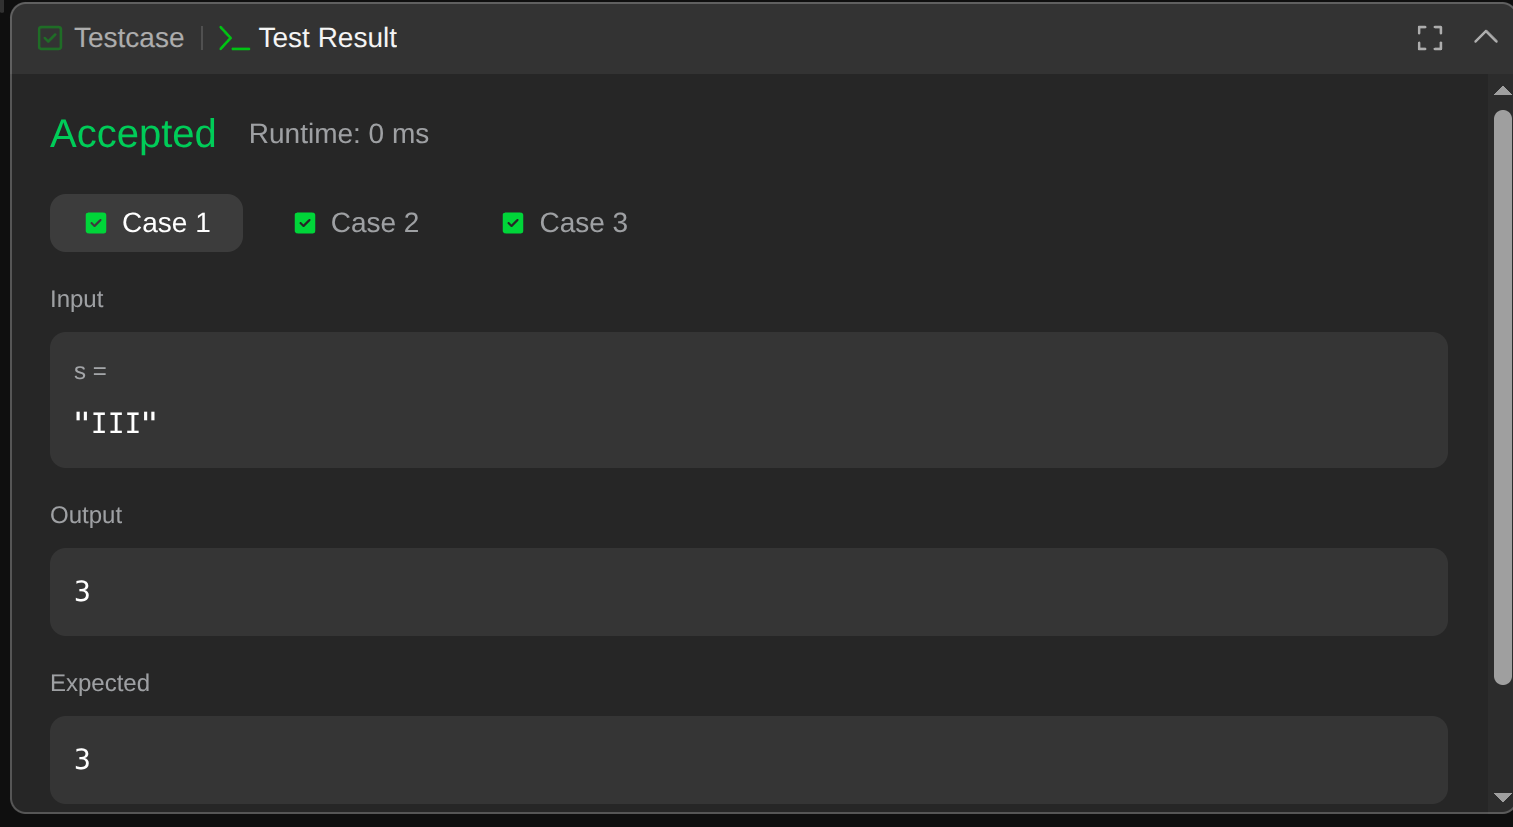 Testcase Test Result
Accepted Runtime: 0 ms
Case 1 Case 2 Case 3
Input
s =
"III"
Output
3
Expected
3